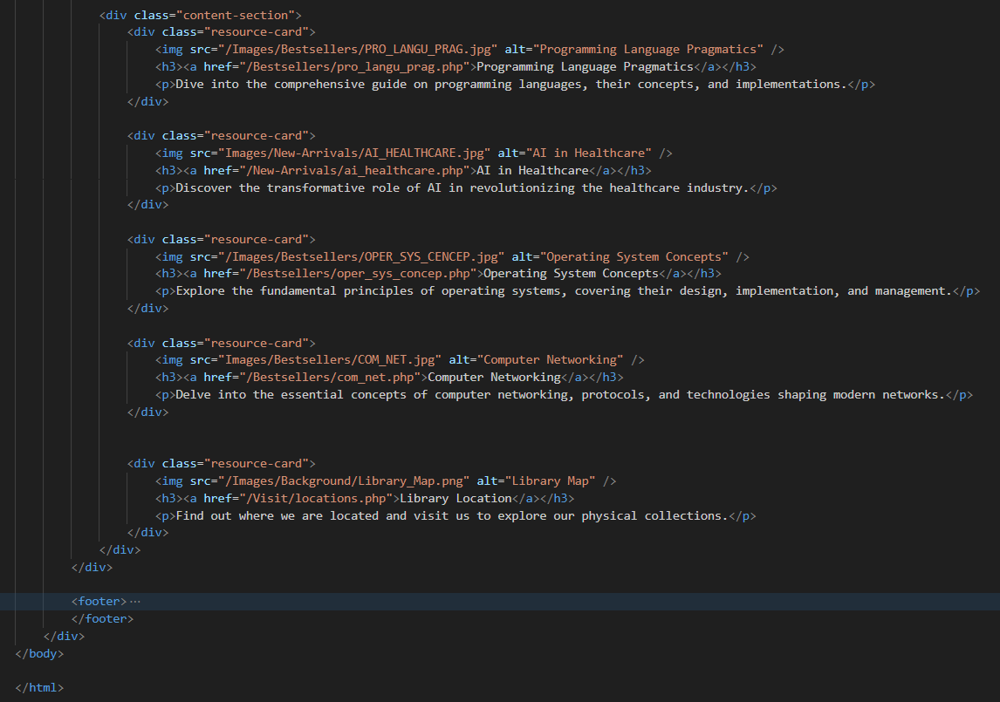 <div class="content-section">
<div class="resource-card">
<img src="/Images/Bestsellers/PRO_LANGU_PRAG.jpg" alt="Programming Language Pragmatics" />
<h3><a href="/Bestsellers/pro_langu_prag.php">Programming Language Pragmatics</a></h3>
<p>Dive into the comprehensive guide on programming languages, their concepts, and implementations.</p>
</div>
<div class="resource-card">
<img src="Images/New-Arrivals/AI_HEALTHCARE.jpg" alt="AI in Healthcare" />
<h3><a href="/New-Arrivals/ai_healthcare.php">AI in Healthcare</a></h3>
<p>Discover the transformative role of AI in revolutionizing the healthcare industry.</p>
</div>
<div class="resource-card">
<img src="/Images/Bestsellers/OPER_SYS_CENCEP.jpg" alt="Operating System Concepts" />
<h3><a href="/Bestsellers/oper_sys_concep.php">Operating System Concepts</a></h3>
<p>Explore the fundamental principles of operating systems, covering their design, implementation, and management.</p>
</div>
<div class="resource-card">
<img src="Images/Bestsellers/COM_NET.jpg" alt="Computer Networking" />
<h3><a href="/Bestsellers/com_net.php">Computer Networking</a></h3>
<p>Delve into the essential concepts of computer networking, protocols, and technologies shaping modern networks.</p>
</div>
<div class="resource-card">
<img src="/Images/Background/Library_Map.png" alt="Library Map" />
<h3><a href="/Visit/locations.php">Library Location</a></h3>
<p>Find out where we are located and visit us to explore our physical collections.</p>
</div>
</div>
</div>
<footer>···
</footer>
</div>
</body>
</html>